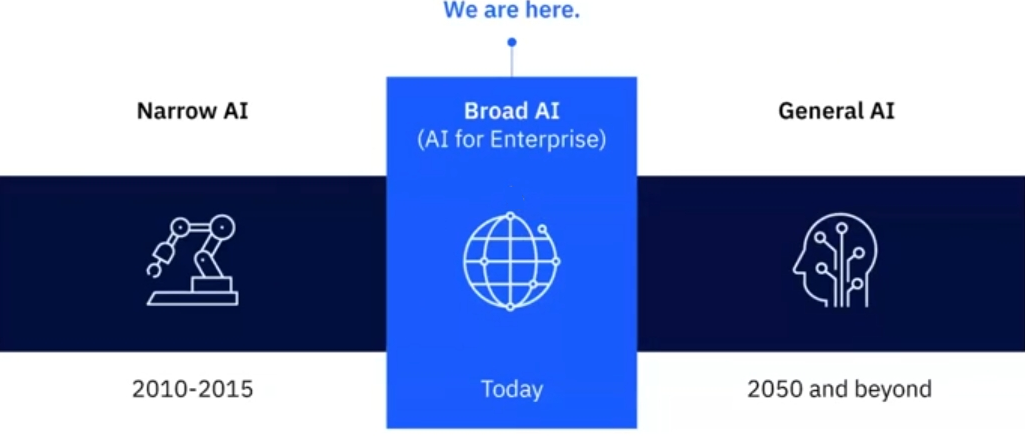 We are here.
Narrow AI
Broad AI
(AI for Enterprise)
General AI
2010-2015
Today
2050 and beyond